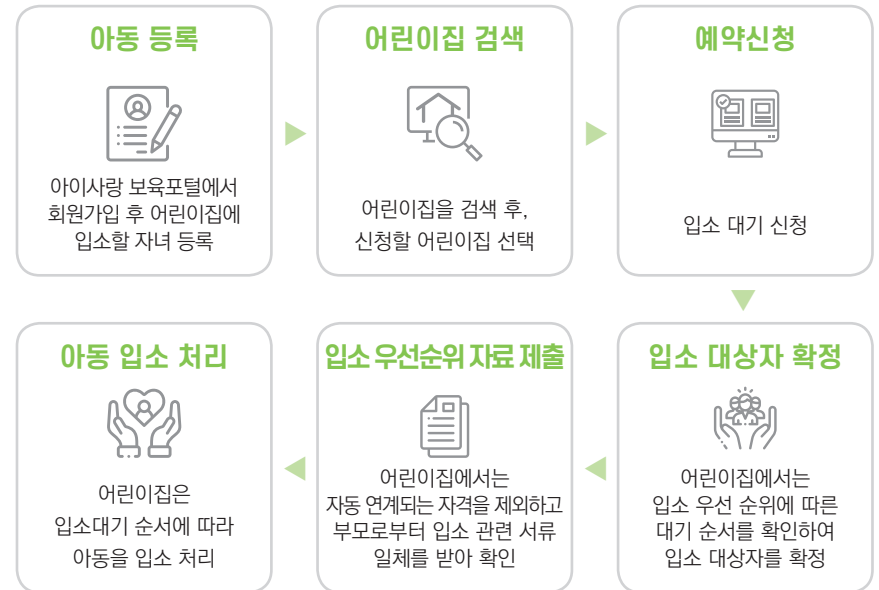 아동 등록
아이사랑 보육포털에서
회원가입 후 어린이집에
입소할 자녀 등록
어린이집 검색
어린이집을 검색 후,
신청할 어린이집 선택
예약신청
입소 대기 신청
입소 대상자 확정
어린이집에서는
입소 우선 순위에 따른
대기 순서를 확인하여
입소 대상자를 확정
입소 우선순위 자료 제출
어린이집에서는
자동 연계되는 자격을 제외하고
부모로부터 입소 관련 서류
일체를 받아 확인
아동 입소 처리
어린이집은
입소대기 순서에 따라
아동을 입소 처리